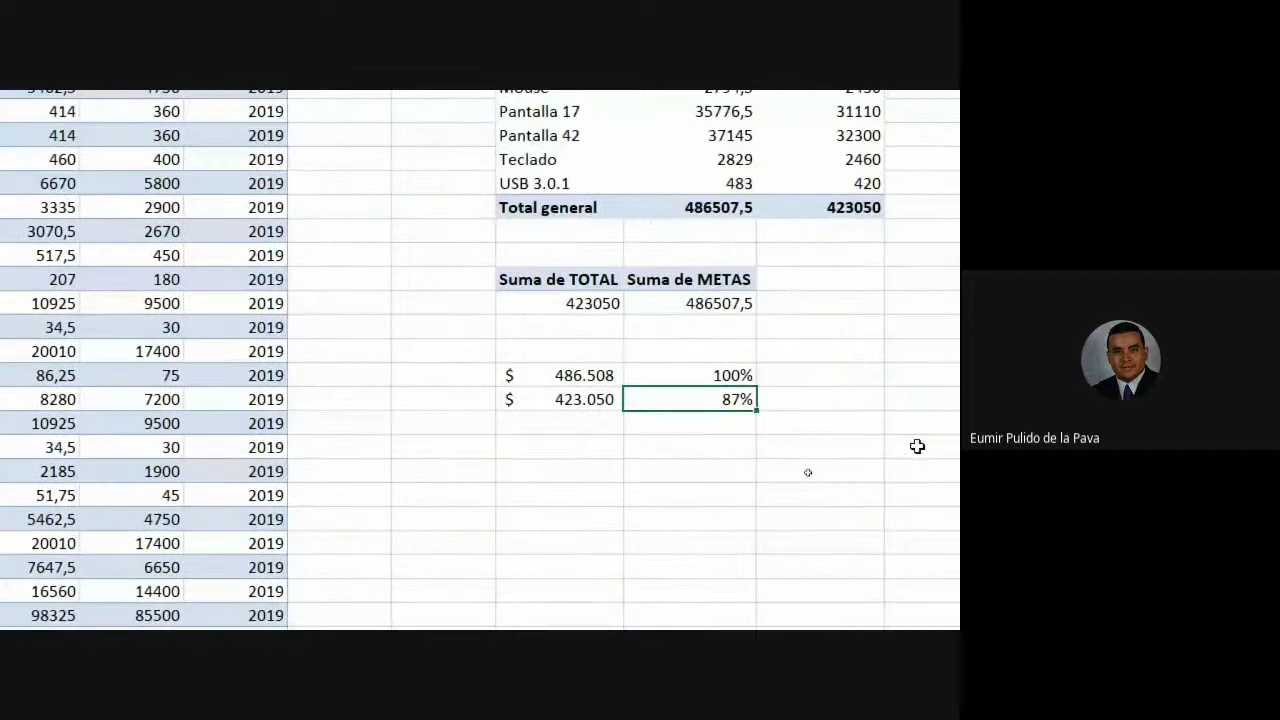 414 360 2019 Pantalla 17 35776,5 31110
414 360 2019 Pantalla 42 37145 32300
460 400 2019 Teclado 2829 2460
6670 5800 2019 USB 3.0.1 483 420
3335 2900 2019 Total general 486507,5 423050
3070,5 2670 2019
517,5 450 2019
207 180 2019 Suma de TOTAL Suma de METAS
10925 9500 2019 423050 486507,5
34,5 30 2019
20010 17400 2019
86,25 75 2019 $ 486.508 100%
8280 7200 2019 $ 423.050 87%
10925 9500 2019
34,5 30 2019
2185 1900 2019
51,75 45 2019
5462,5 4750 2019
20010 17400 2019
7647,5 6650 2019
16560 14400 2019
98325 85500 2019
Eumir Pulido de la Pava